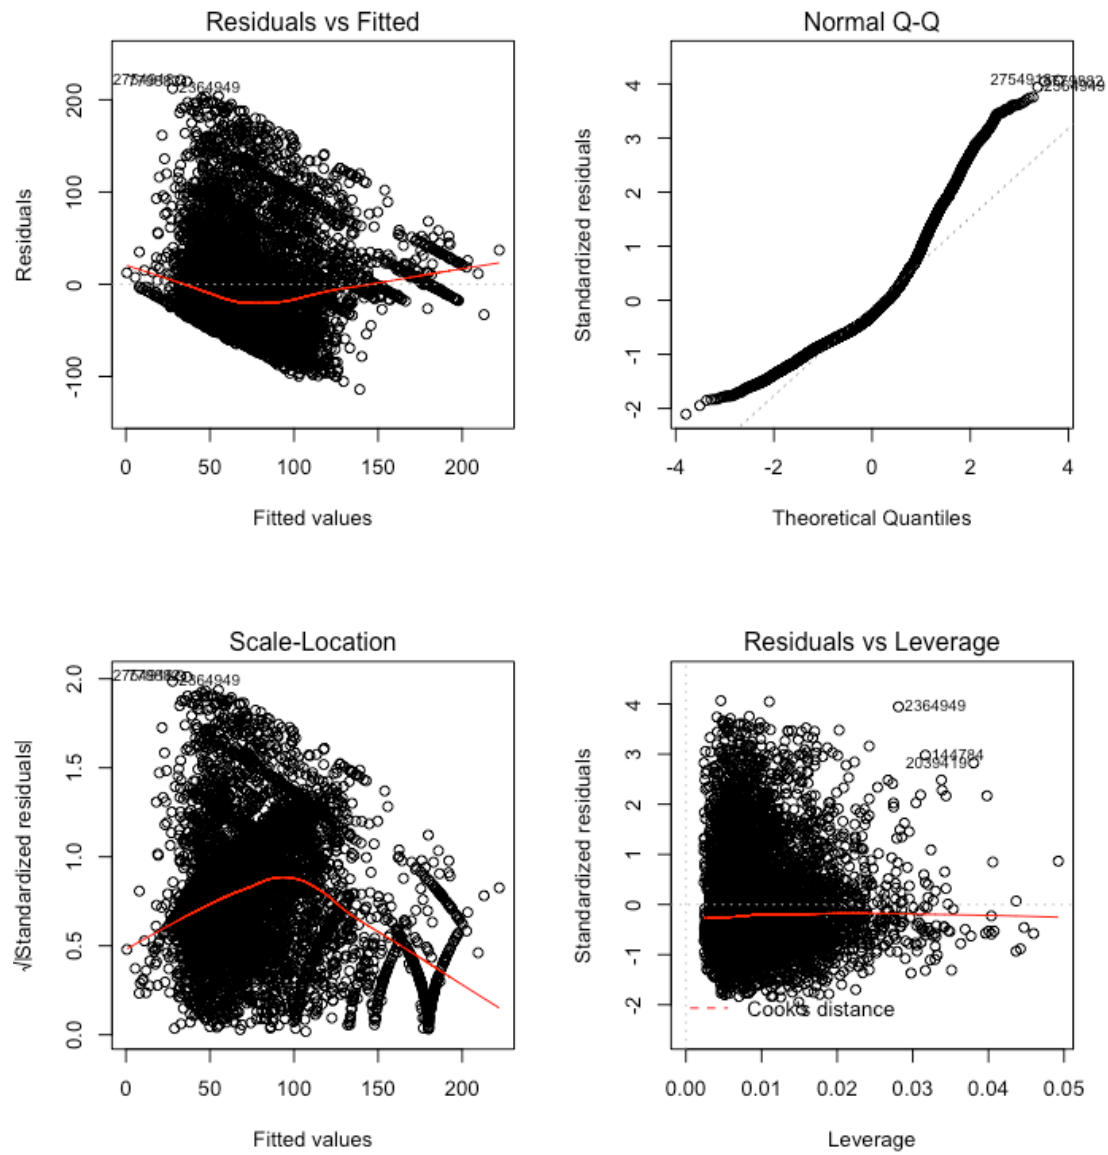 Residuals vs Fitted
2364949
Residuals
-100 0 100 200
0 50 100 150 200
Fitted values
Normal Q-Q
2754918
2364949
Standardized residuals
-2 -1 0 1 2 3 4
-4 -2 0 2 4
Theoretical Quantiles
Scale-Location
2364949
√|Standardized residuals|
0.0 0.5 1.0 1.5 2.0
0 50 100 150 200
Fitted values
Residuals vs Leverage
2364949
144784
2039419
Standardized residuals
-2 -1 0 1 2 3 4
Cook's distance
0.00 0.01 0.02 0.03 0.04 0.05
Leverage